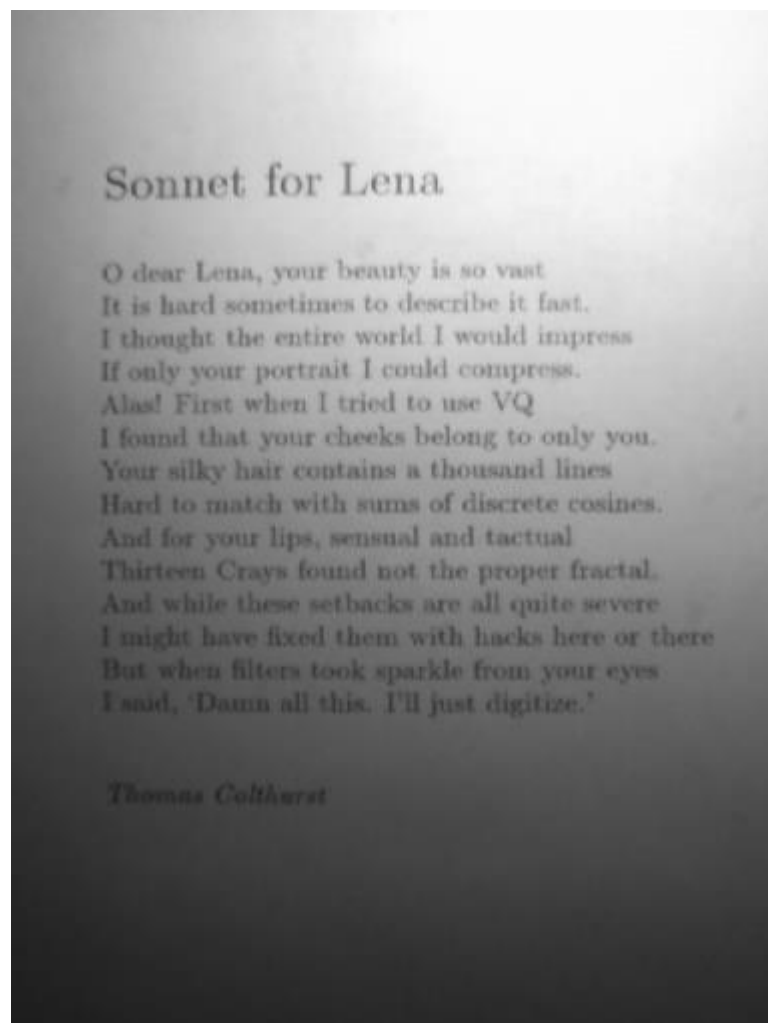 Sonnet for Lena
O dear Lena, your beauty is so vast
It is hard sometimes to describe it fast.
I thought the entire world I would impress
If only your portrait I could compress.
Alas! First when I tried to use VQ
I found that your cheeks belong to only you.
Your silky hair contains a thousand lines
Hard to match with sums of discrete cosines.
And for your lips, sensual and tactual
Thirteen Crays found not the proper fractal.
And while these setbacks are all quite severe
I might have fixed them with hacks here or there
But when filters took sparkle from your eyes
I said, 'Damn all this. I'll just digitize.'
Thomas Colthurst